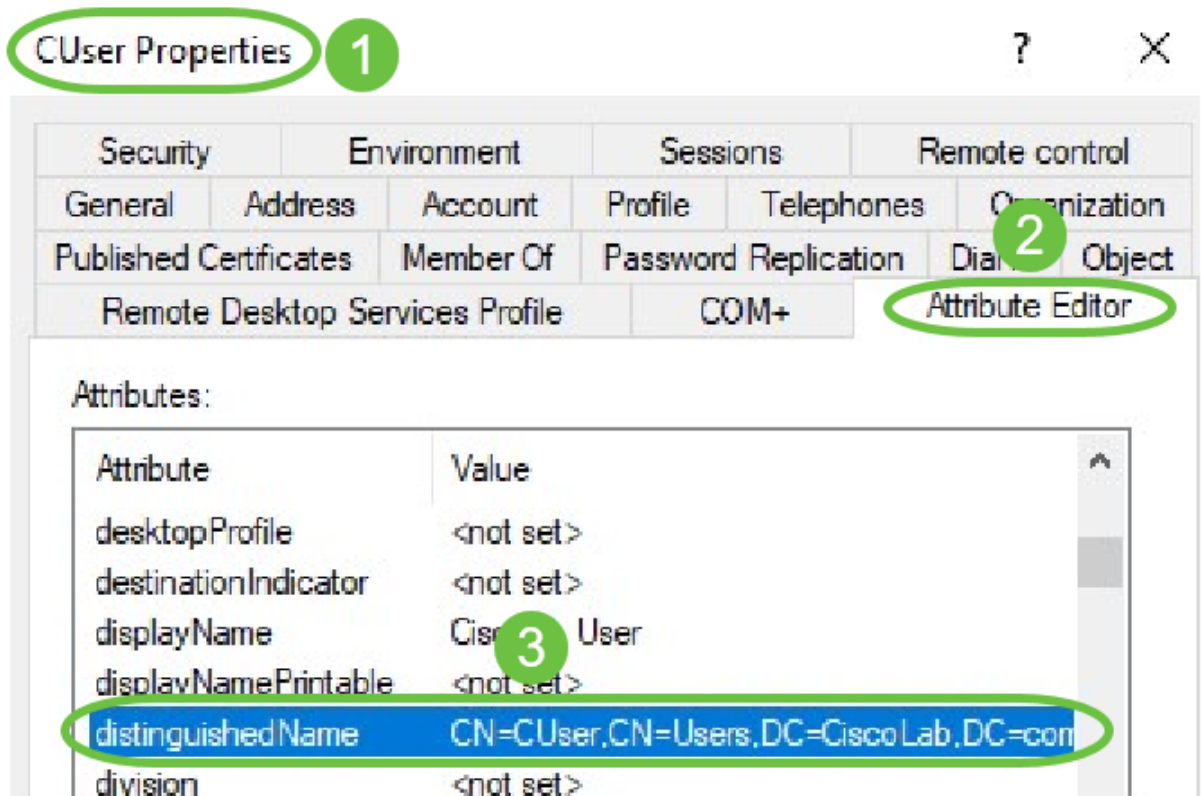 CUser Properties 1 ? X
Security Environment Sessions Remote control
General Address Account Profile Telephones
2
Published Certificates Member Of Password Replication Object
Remote Desktop Services Profile COM+ Attribute Editor
Attributes:
Attribute Value
desktopProfile <not set>
destinationIndicator <not set>
displayName User
3
displayNamePrintable <not set>
distinguishedName CN=CUser,CN=Users,DC=CiscoLab,DC=com
division <not set>